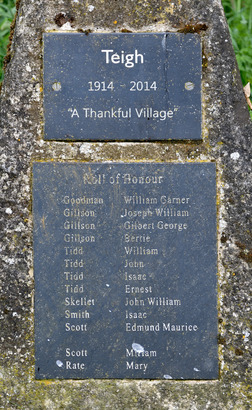 Teigh
1914 - 2014
"A Thankful Village"
Roll of Honour
Goodman William Garner
Gillson Joseph William
Gillson Gilbert George
Gillson Bertie
Tidd William
Tidd John
Tidd Isaac
Tidd Ernest
Skellet John William
Smith Isaac
Scott Edmund Maurice
Scott Miriam
Rate Mary